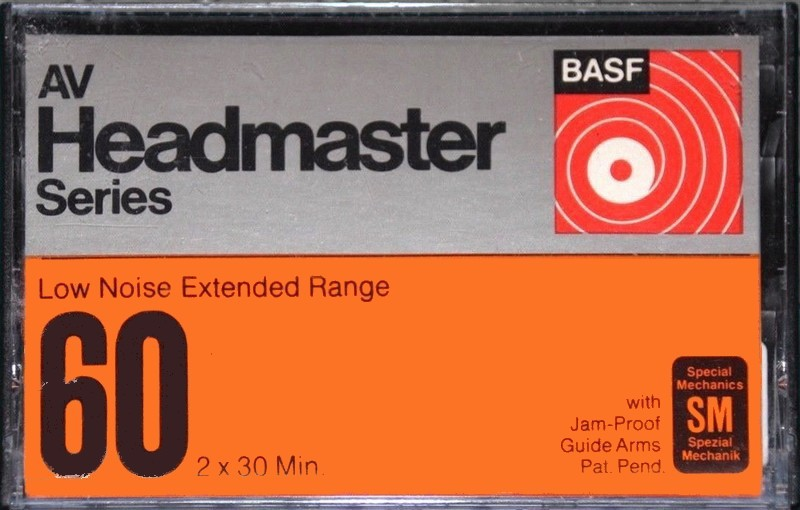 AV
Headmaster
Series
BASF
Low Noise Extended Range
60
2 x 30 Min.
with
Jam-Proof
Guide Arms
Pat. Pend.
Special
Mechanics
SM
Spezial
Mechanik